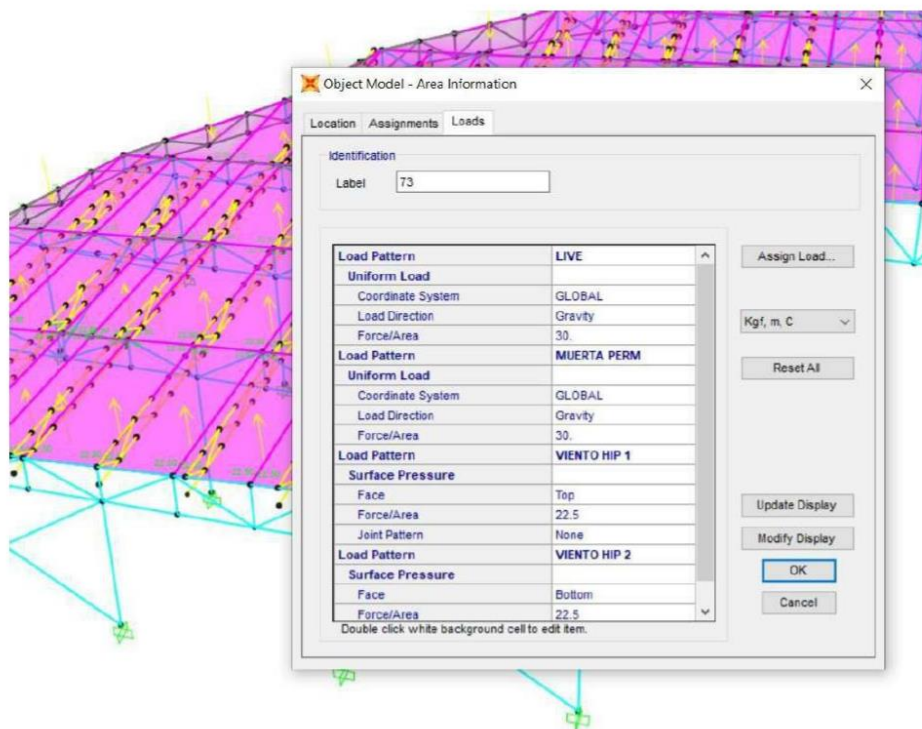 Object Model - Area Information
Location Assignments Loads
Identification
Label 73
Load Pattern LIVE
Uniform Load
Coordinate System GLOBAL
Load Direction Gravity
Force/Area 30.
Load Pattern MUERTA PERM
Uniform Load
Coordinate System GLOBAL
Load Direction Gravity
Force/Area 30.
Load Pattern VIENTO HIP 1
Surface Pressure
Face Top
Force/Area 22.5
Joint Pattern None
Load Pattern VIENTO HIP 2
Surface Pressure
Face Bottom
Force/Area 22.5
Double click white background cell to edit item.
Assign Load...
Kgf, m, C
Reset All
Update Display
Modify Display
OK
Cancel